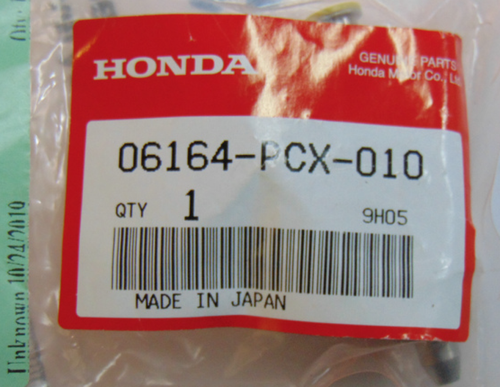 HONDA
GENUINE PARTS
Honda Motor Co., Ltd.
06164-PCX-010
QTY 1
9H05
MADE IN JAPAN
Unknown 10/24/2019